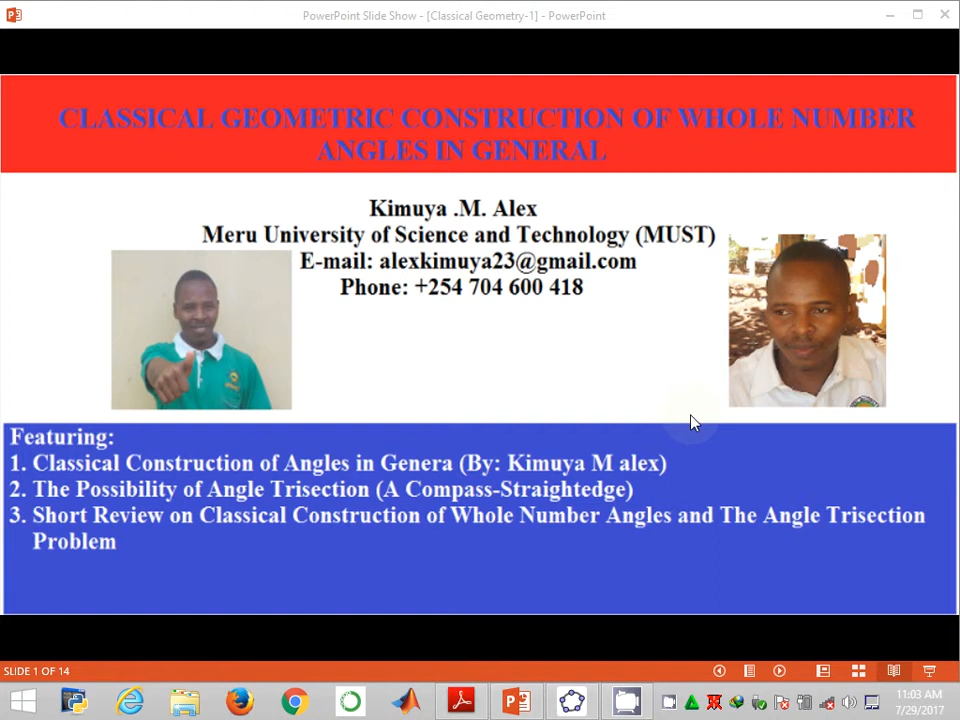 PowerPoint Slide Show - [Classical Geometry-1] - PowerPoint
CLASSICAL GEOMETRIC CONSTRUCTION OF WHOLE NUMBER
ANGLES IN GENERAL
Kimuya .M. Alex
Meru University of Science and Technology (MUST)
E-mail: alexkimuya23@gmail.com
Phone: +254 704 600 418
Featuring:
1. Classical Construction of Angles in Genera (By: Kimuya M alex)
2. The Possibility of Angle Trisection (A Compass-Straightedge)
3. Short Review on Classical Construction of Whole Number Angles and The Angle Trisection
Problem
SLIDE 1 OF 14
11:03 AM
7/29/2017